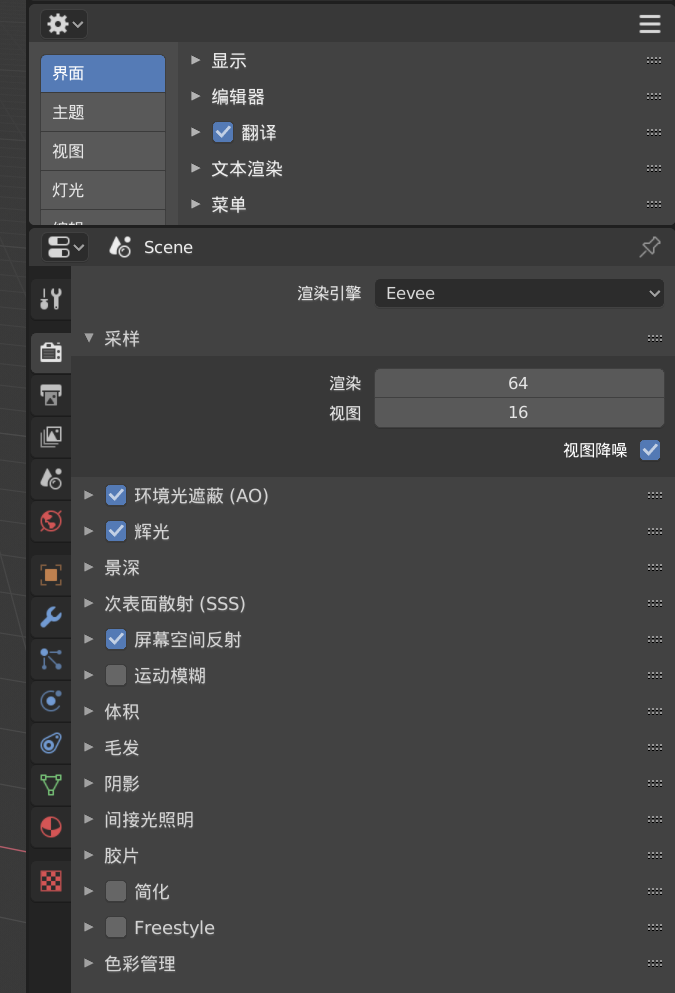 界面
主题
视图
灯光
显示
编辑器
翻译
文本渲染
菜单
Scene
渲染引擎 Eevee
采样
渲染 64
视图 16
视图降噪
环境光遮蔽 (AO)
辉光
景深
次表面散射 (SSS)
屏幕空间反射
运动模糊
体积
毛发
阴影
间接光照明
胶片
简化
Freestyle
色彩管理